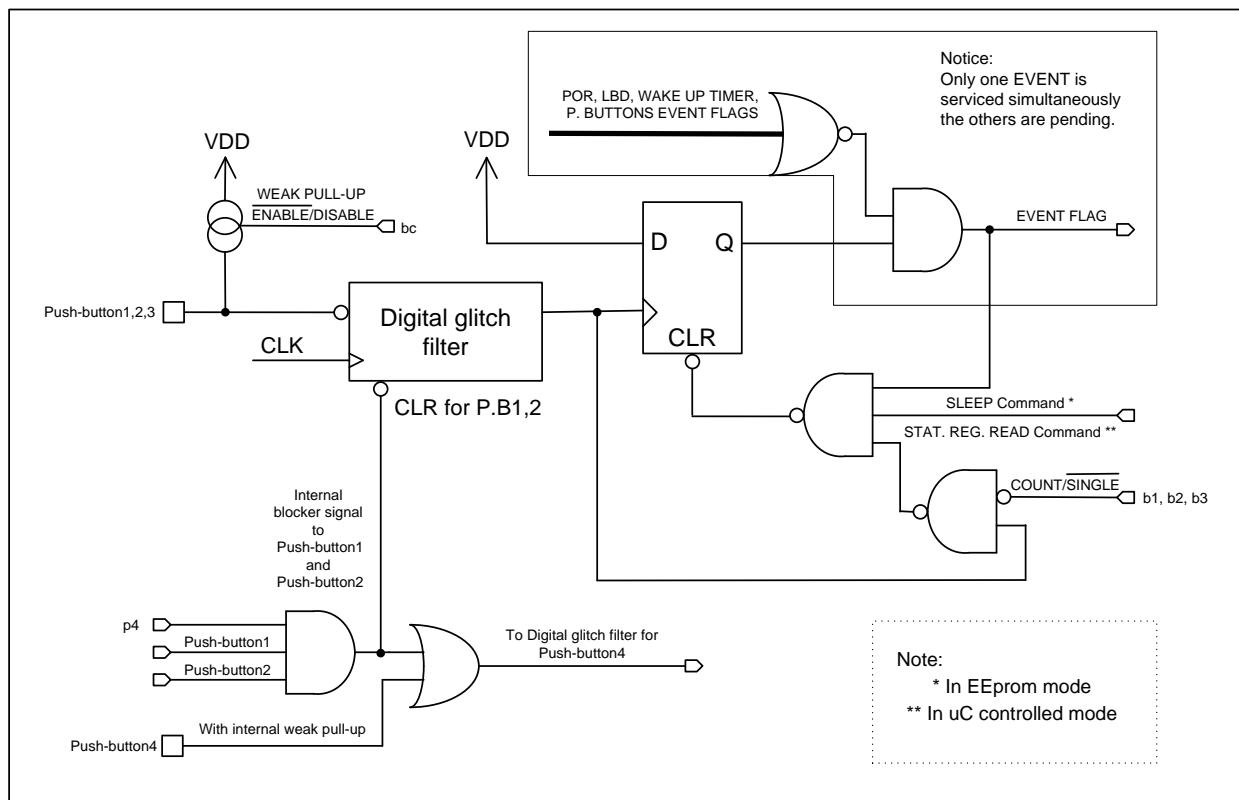 Notice:
Only one EVENT is
serviced simultaneously
the others are pending.
POR, LBD, WAKE UP TIMER,
P. BUTTONS EVENT FLAGS
VDD
VDD
WEAK PULL-UP
ENABLE/DISABLE
bc
EVENT FLAG
D
Q
CLR
Push-button1,2,3
Digital glitch
filter
CLK
CLR for P.B1,2
SLEEP Command *
STAT. REG. READ Command **
COUNT/SINGLE
b1, b2, b3
Internal
blocker signal
to
Push-button1
and
Push-button2
p4
Push-button1
Push-button2
To Digital glitch filter for
Push-button4
With internal weak pull-up
Push-button4
Note:
* In EEprom mode
** In uC controlled mode